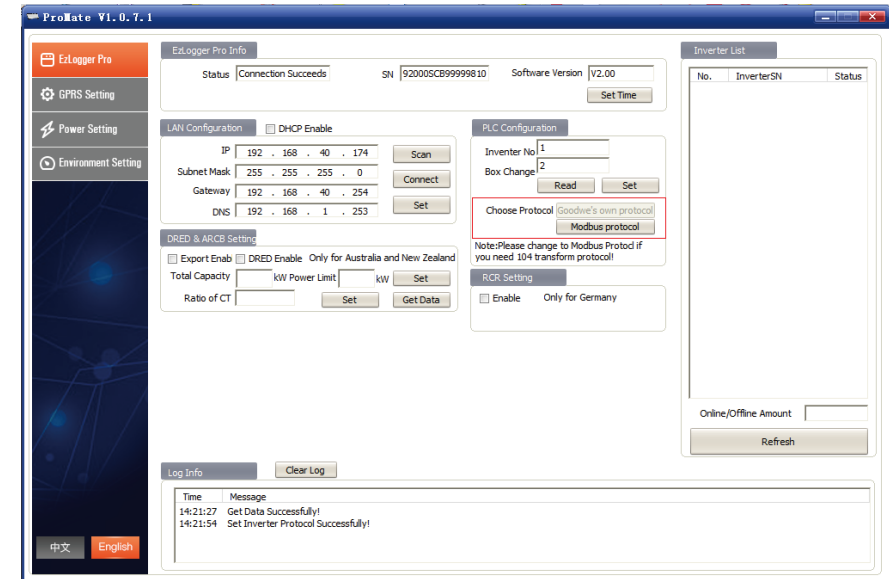 ProMate V1.0.7.1
EzLogger Pro
GPRS Setting
Power Setting
Environment Setting
中文 English
EzLogger Pro Info
Status Connection Succeeds SN 92000SCB99999810 Software Version V2.00
Set Time
LAN Configuration DHCP Enable
IP 192 . 168 . 40 . 174 Scan
Subnet Mask 255 . 255 . 255 . 0 Connect
Gateway 192 . 168 . 40 . 254
DNS 192 . 168 . 1 . 253 Set
DRED & ARCB Setting
Export Enab DRED Enable Only for Australia and New Zealand
Total Capacity kW Power Limit kW Set
Ratio of CT Set Get Data
PLC Configuration
Inventer No 1
Box Change 2
Read Set
Choose Protocol Goodwe's own protocol
Modbus protocol
Note:Please change to Modbus Protocl if
you need 104 transform protocol!
RCR Setting
Enable Only for Germany
Inverter List
No. InverterSN Status
Online/Offline Amount
Refresh
Log Info Clear Log
Time Message
14:21:27 Get Data Successfully!
14:21:54 Set Inverter Protocol Successfully!